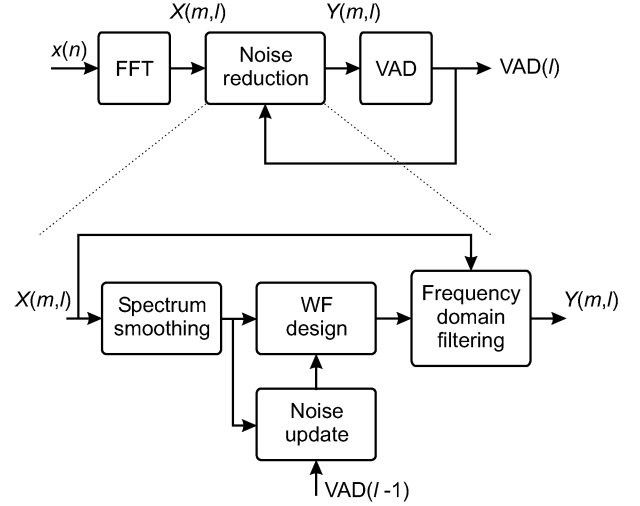 X(m,l)
Y(m,l)
x(n)
FFT
Noise
reduction
VAD
VAD(l)
X(m,l)
Spectrum
smoothing
WF
design
Frequency
domain
filtering
Y(m,l)
Noise
update
VAD(l -1)